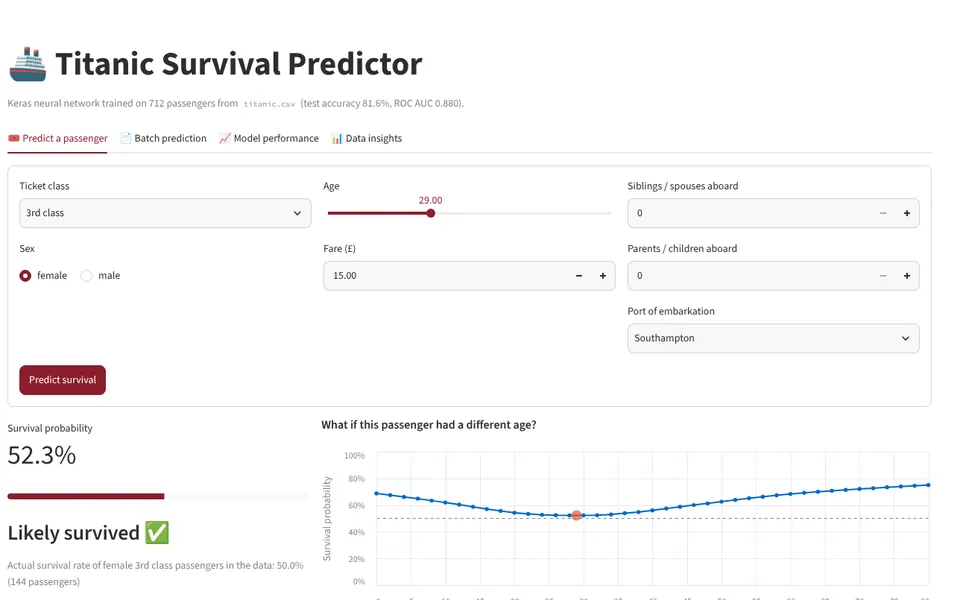 Titanic Survival Predictor
Keras neural network trained on 712 passengers from titanic.csv (test accuracy 81.6%, ROC AUC 0.880).
Predict a passenger
Batch prediction
Model performance
Data insights
Ticket class
3rd class
Sex
female
male
Age
29.00
Fare (£)
15.00
Siblings / spouses aboard
0
Parents / children aboard
0
Port of embarkation
Southampton
Predict survival
Survival probability
52.3%
Likely survived
Actual survival rate of female 3rd class passengers in the data: 50.0%
(144 passengers)
What if this passenger had a different age?
Survival probability
100%
80%
60%
40%
20%
0%